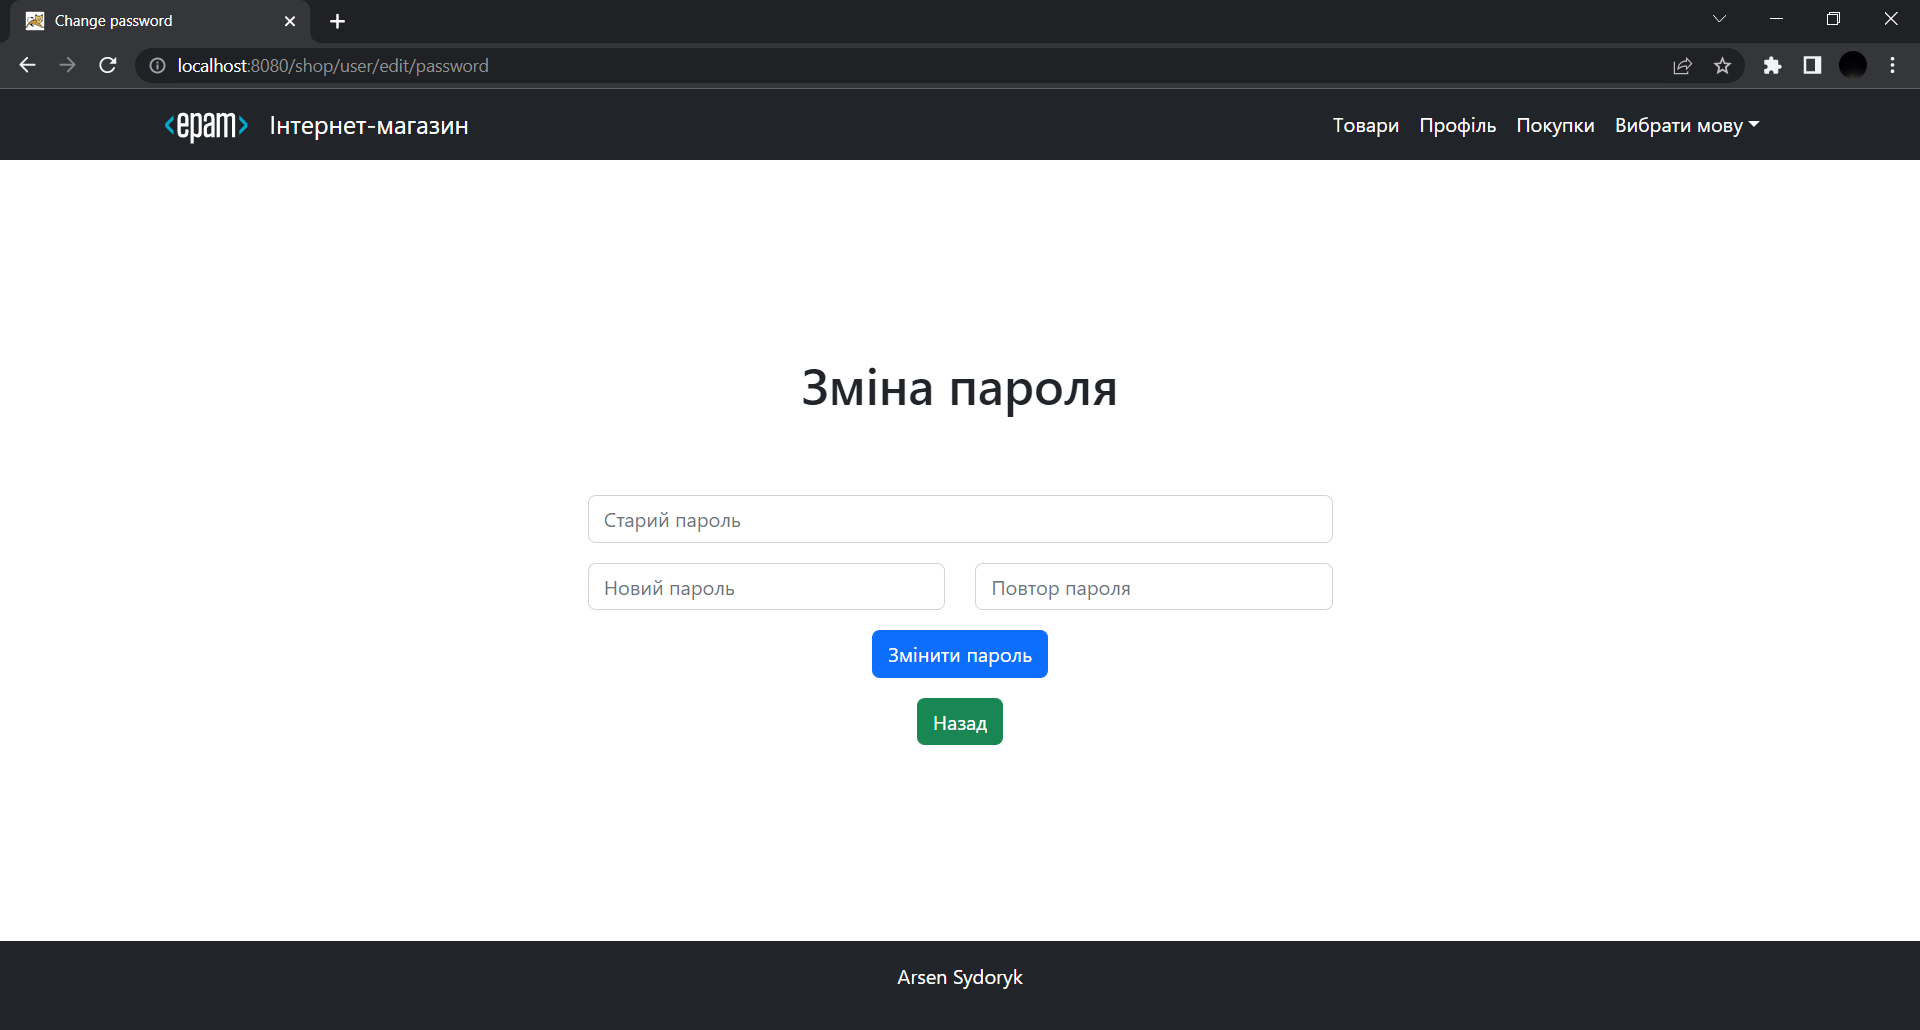 Change password
localhost:8080/shop/user/edit/password
<epam> Інтернет-магазин Товари Профіль Покупки Вибрати мову
Зміна пароля
Старий пароль
Новий пароль Повтор пароля
Змінити пароль
Назад
Arsen Sydoryk